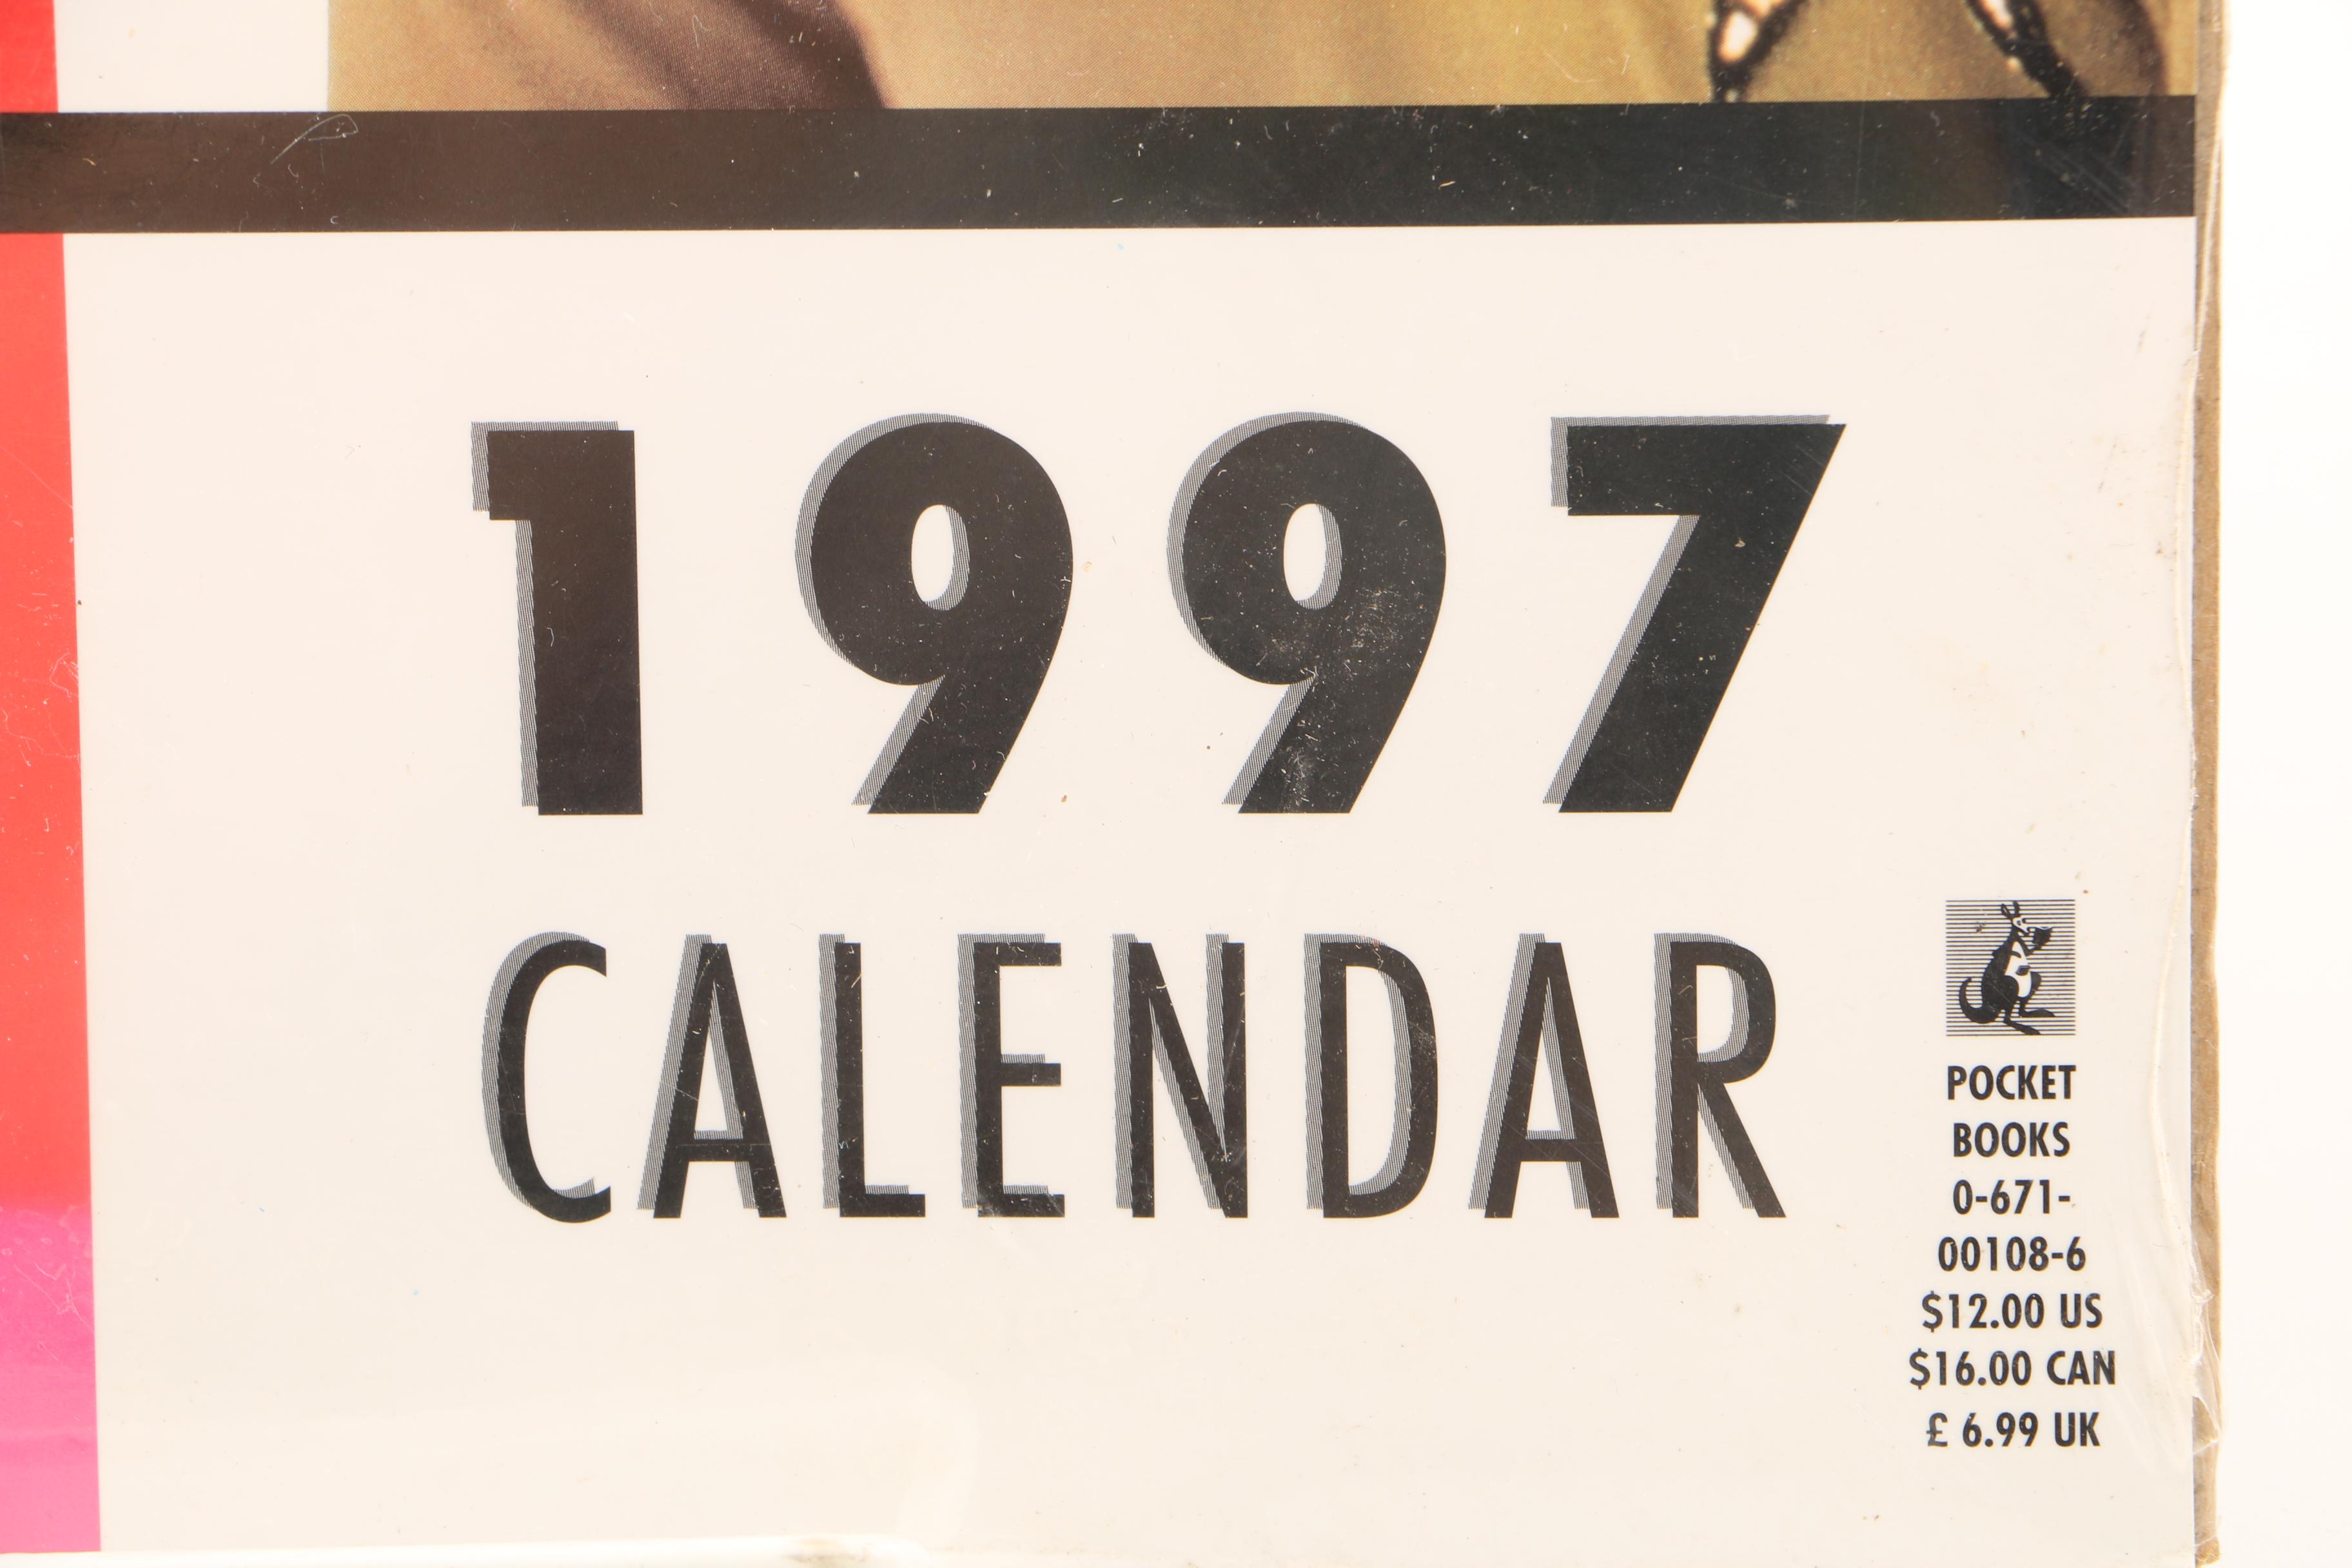 1997
CALENDAR
POCKET
BOOKS
0-671-
00108-6
$12.00 US
$16.00 CAN
£ 6.99 UK